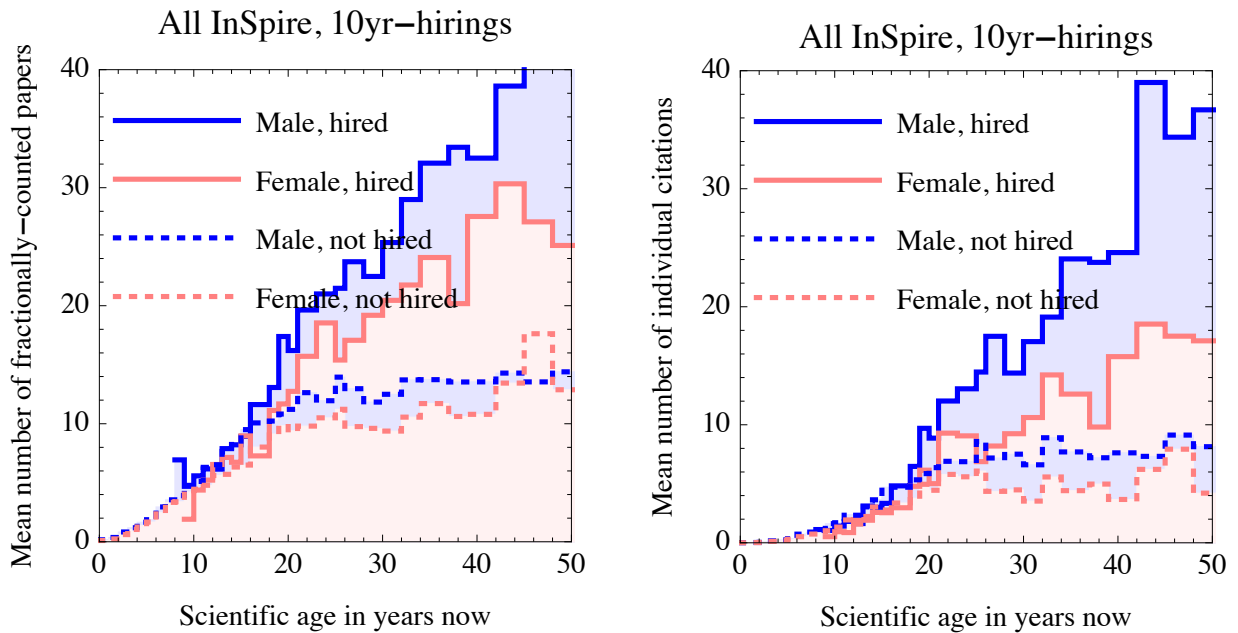 All InSpire, 10yr−hirings
Mean number of fractionally−counted papers
40
30
20
10
0
Male, hired
Female, hired
Male, not hired
Female, not hired
0 10 20 30 40 50
Scientific age in years now
All InSpire, 10yr−hirings
Mean number of individual citations
40
30
20
10
0
Male, hired
Female, hired
Male, not hired
Female, not hired
0 10 20 30 40 50
Scientific age in years now